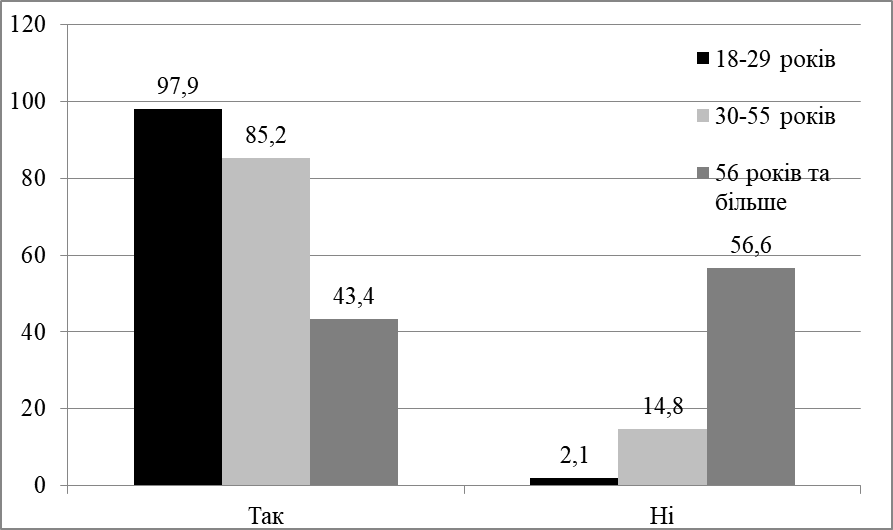 120
100
80
60
40
20
0
97,9
85,2
43,4
2,1
14,8
56,6
Так
Ні
18-29 років
30-55 років
56 років та
більше